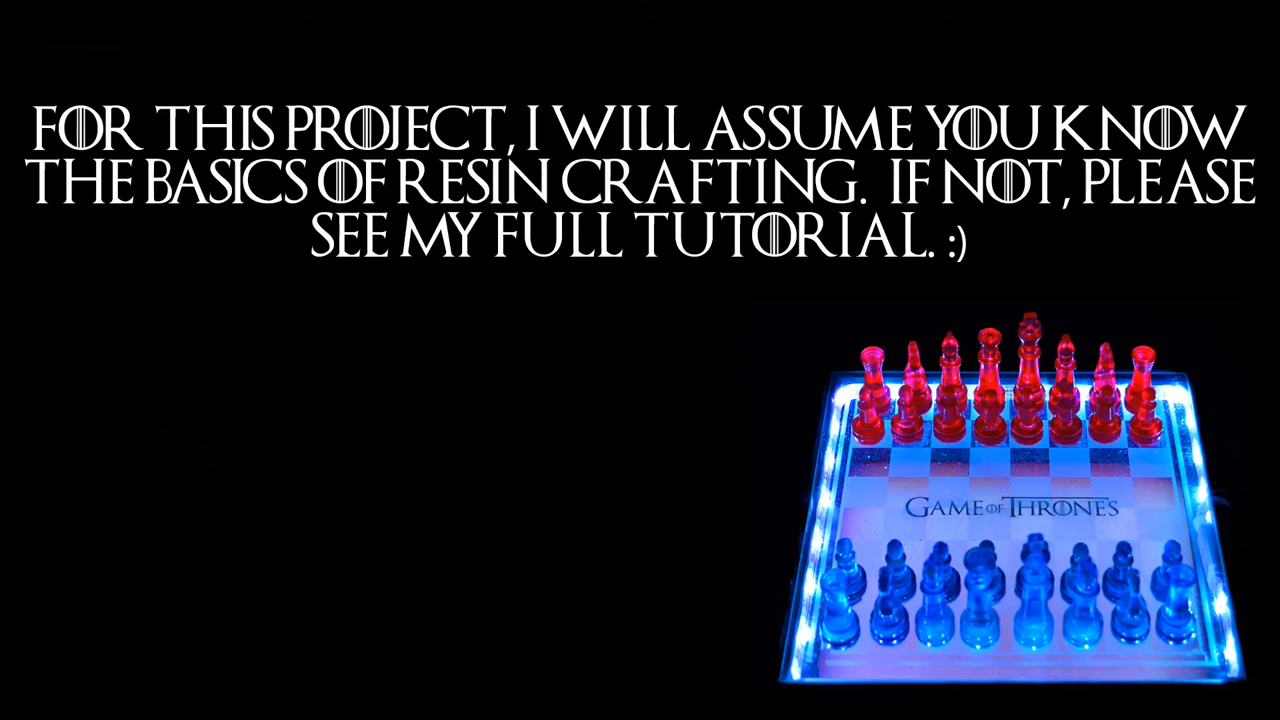 FOR THIS PROJECT, I WILL ASSUME YOU KNOW
THE BASICS OF RESIN CRAFTING. IF NOT, PLEASE
SEE MY FULL TUTORIAL. :)
GAME OF THRONES